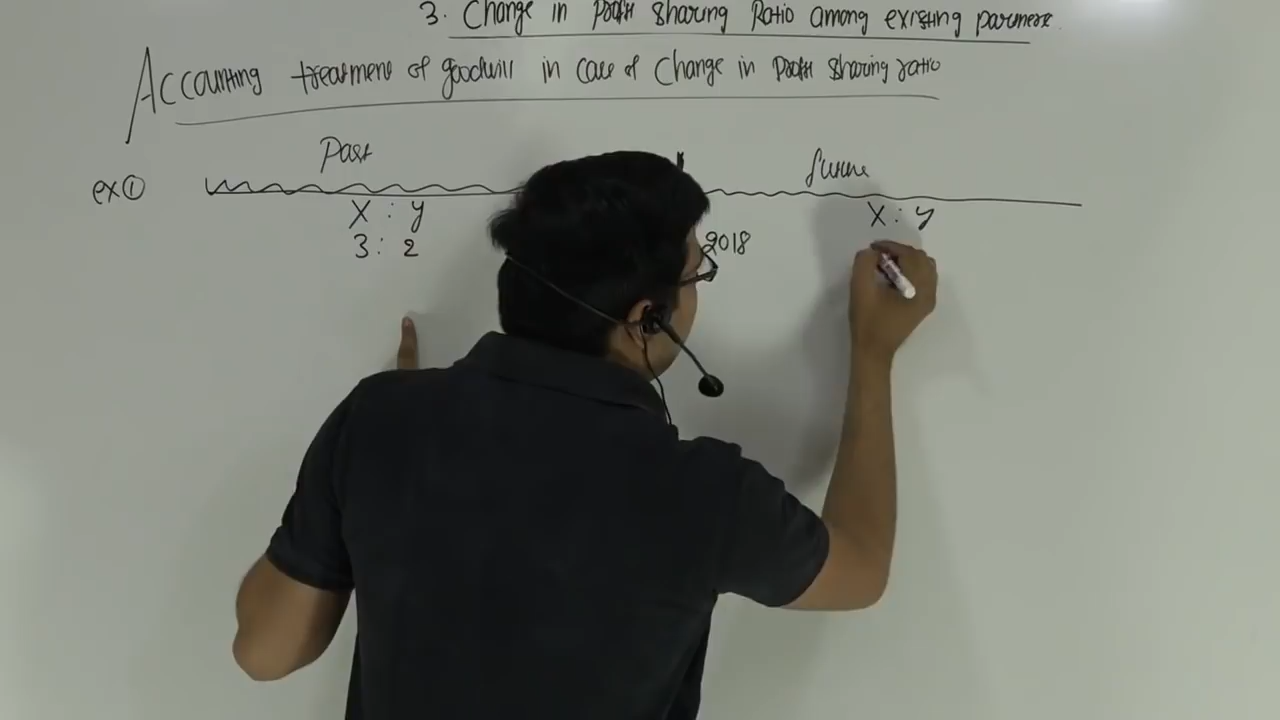 3. Change in Profit sharing Ratio among existing partners.
Accounting treatment of goodwill in case of Change in Profit sharing ratio
Past
Future
ex①
X : y
X : y
3 : 2
2018